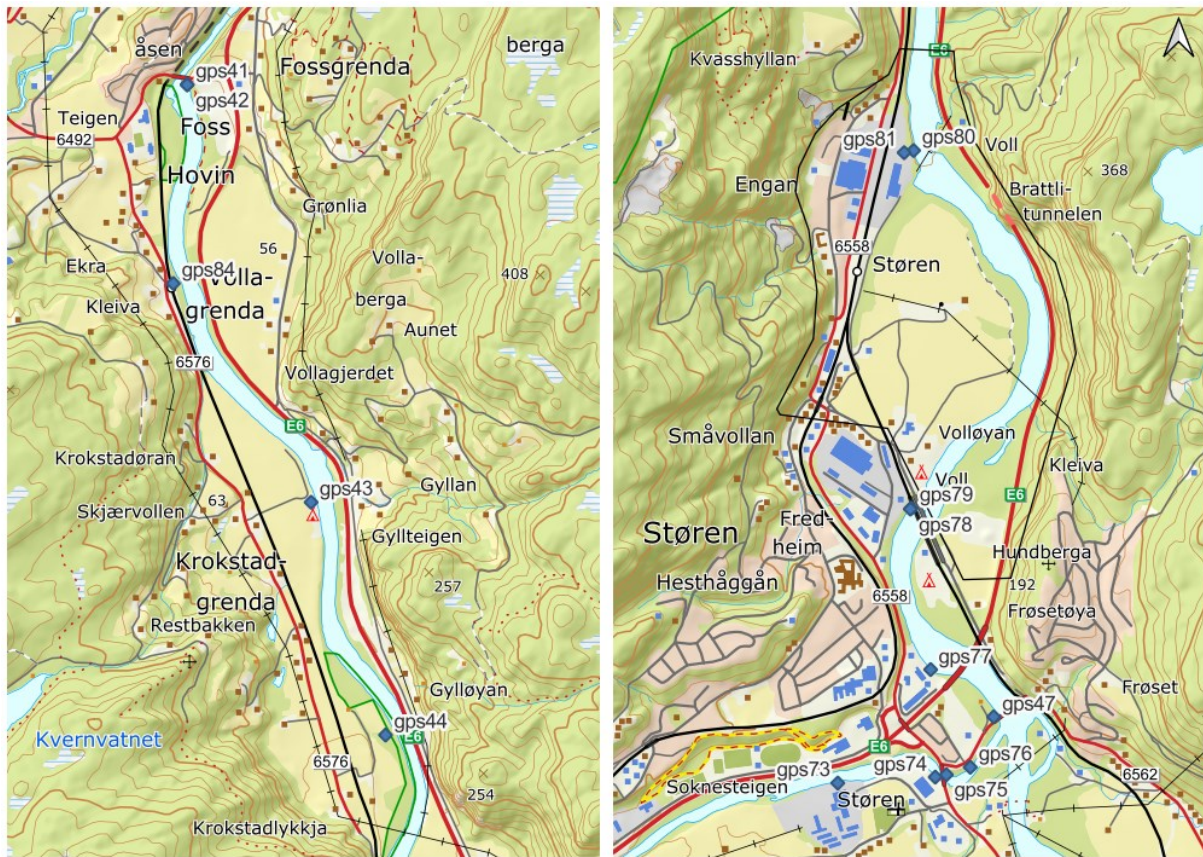 åsen
berga
Fossgrenda
gps41
gps42
Teigen
Foss
6492
Hovin
Grønlia
56
Ekra
gps84
Volla-
berga
408
Kleiva
Volla-
grenda
Aunet
6576
Vollagjerdet
E6
Krokstadøran
gps43
Gyllan
Skjærvollen
63
Gyllteigen
Krokstad-
grenda
257
Restbakken
Gylløyan
gps44
Kvernvatnet
E6
6576
254
Krokstadlykkja
Kvasshyllan
E6
gps81
gps80
Voll
368
Engan
Brattli-
tunnelen
6558
Støren
Småvollan
Volløyan
Kleiva
Voll
gps79
E6
Støren
Fred-
heim
gps78
Hundberga
Hesthåggån
192
6558
Frøsetøya
gps77
Frøset
gps47
E6
gps73
gps74
gps76
6562
Soknesteigen
Støren
gps75